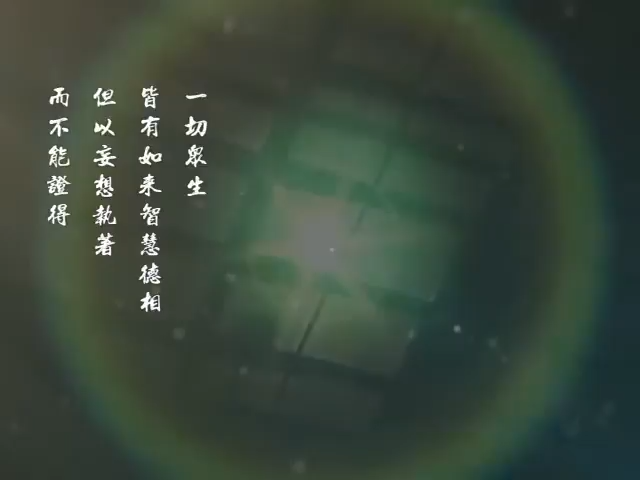 一切眾生
皆有如来智慧德相
但以妄想執著
而不能證得